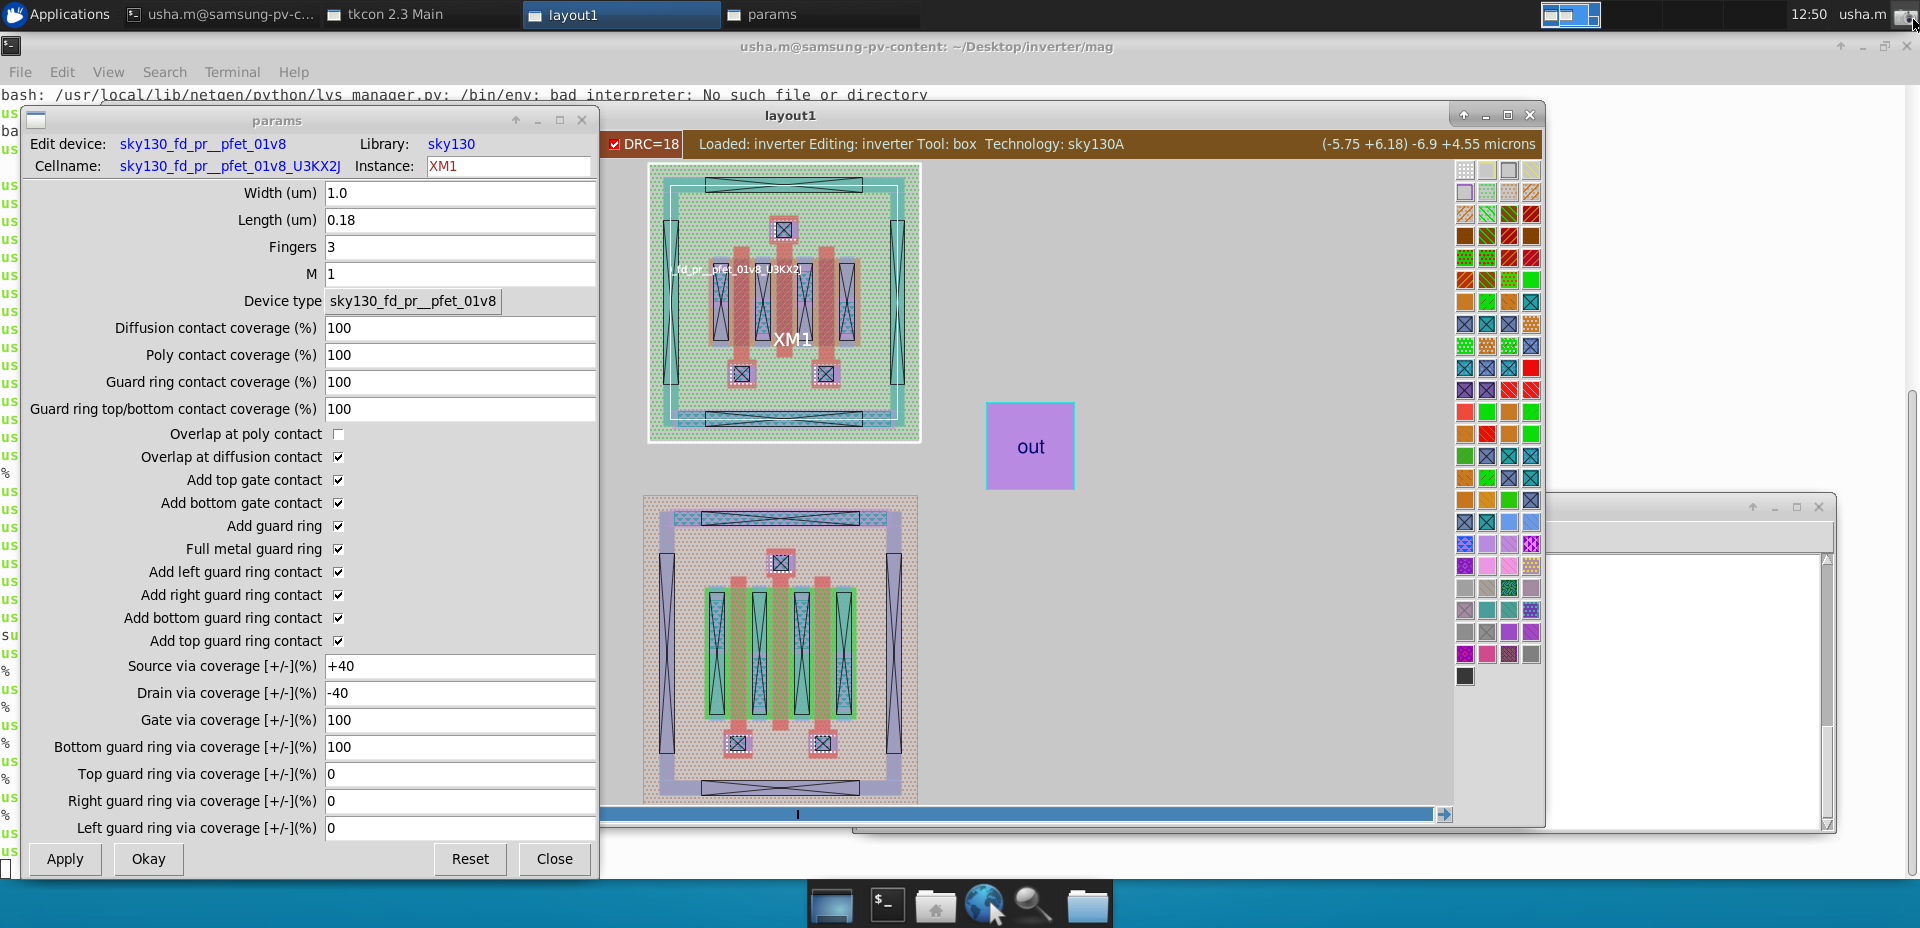 Applications
usha.m@samsung-pv-c...
tkcon 2.3 Main
layout1
params
12:50
usha.m
usha.m@samsung-pv-content: ~/Desktop/inverter/mag
File Edit View Search Terminal Help
bash: /usr/local/lib/netgen/python/lvs_manager.py: /bin/env: bad interpreter: No such file or directory
params
Edit device: sky130_fd_pr__pfet_01v8 Library: sky130
Cellname: sky130_fd_pr__pfet_01v8_U3KX2J Instance: XM1
Width (um) 1.0
Length (um) 0.18
Fingers 3
M 1
Device type sky130_fd_pr__pfet_01v8
Diffusion contact coverage (%) 100
Poly contact coverage (%) 100
Guard ring contact coverage (%) 100
Guard ring top/bottom contact coverage (%) 100
Overlap at poly contact
Overlap at diffusion contact
Add top gate contact
Add bottom gate contact
Add guard ring
Full metal guard ring
Add left guard ring contact
Add right guard ring contact
Add bottom guard ring contact
Add top guard ring contact
Source via coverage [+/-](%) +40
Drain via coverage [+/-](%) -40
Gate via coverage [+/-](%) 100
Bottom guard ring via coverage [+/-](%) 100
Top guard ring via coverage [+/-](%) 0
Right guard ring via coverage [+/-](%) 0
Left guard ring via coverage [+/-](%) 0
Apply Okay Reset Close
layout1
DRC=18 Loaded: inverter Editing: inverter Tool: box Technology: sky130A (-5.75 +6.18) -6.9 +4.55 microns
_fd_pr__pfet_01v8_U3KX2J
XM1
out